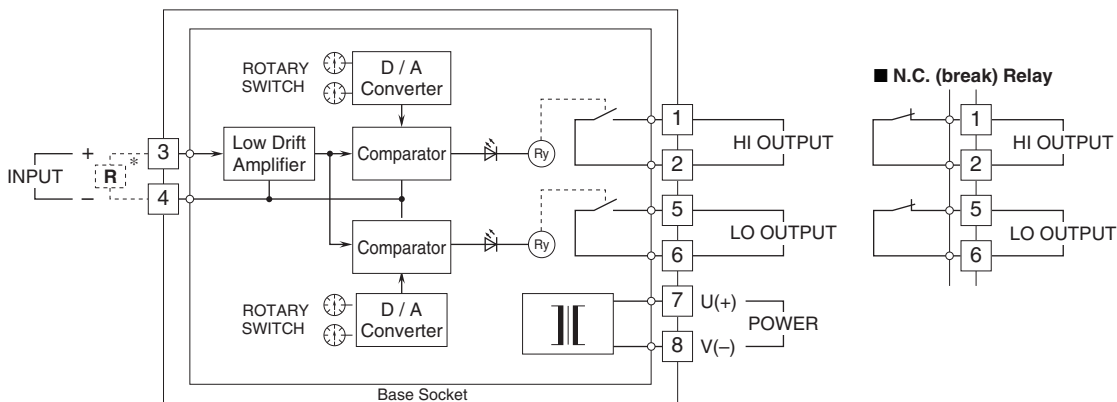 ROTARY
SWITCH
D / A
Converter
■ N.C. (break) Relay
INPUT
+
–
R
*
3
4
Low Drift
Amplifier
Comparator
Ry
1
2
HI OUTPUT
1
2
HI OUTPUT
Comparator
Ry
5
6
LO OUTPUT
5
6
LO OUTPUT
ROTARY
SWITCH
D / A
Converter
7
U(+)
8
V(–)
POWER
Base Socket